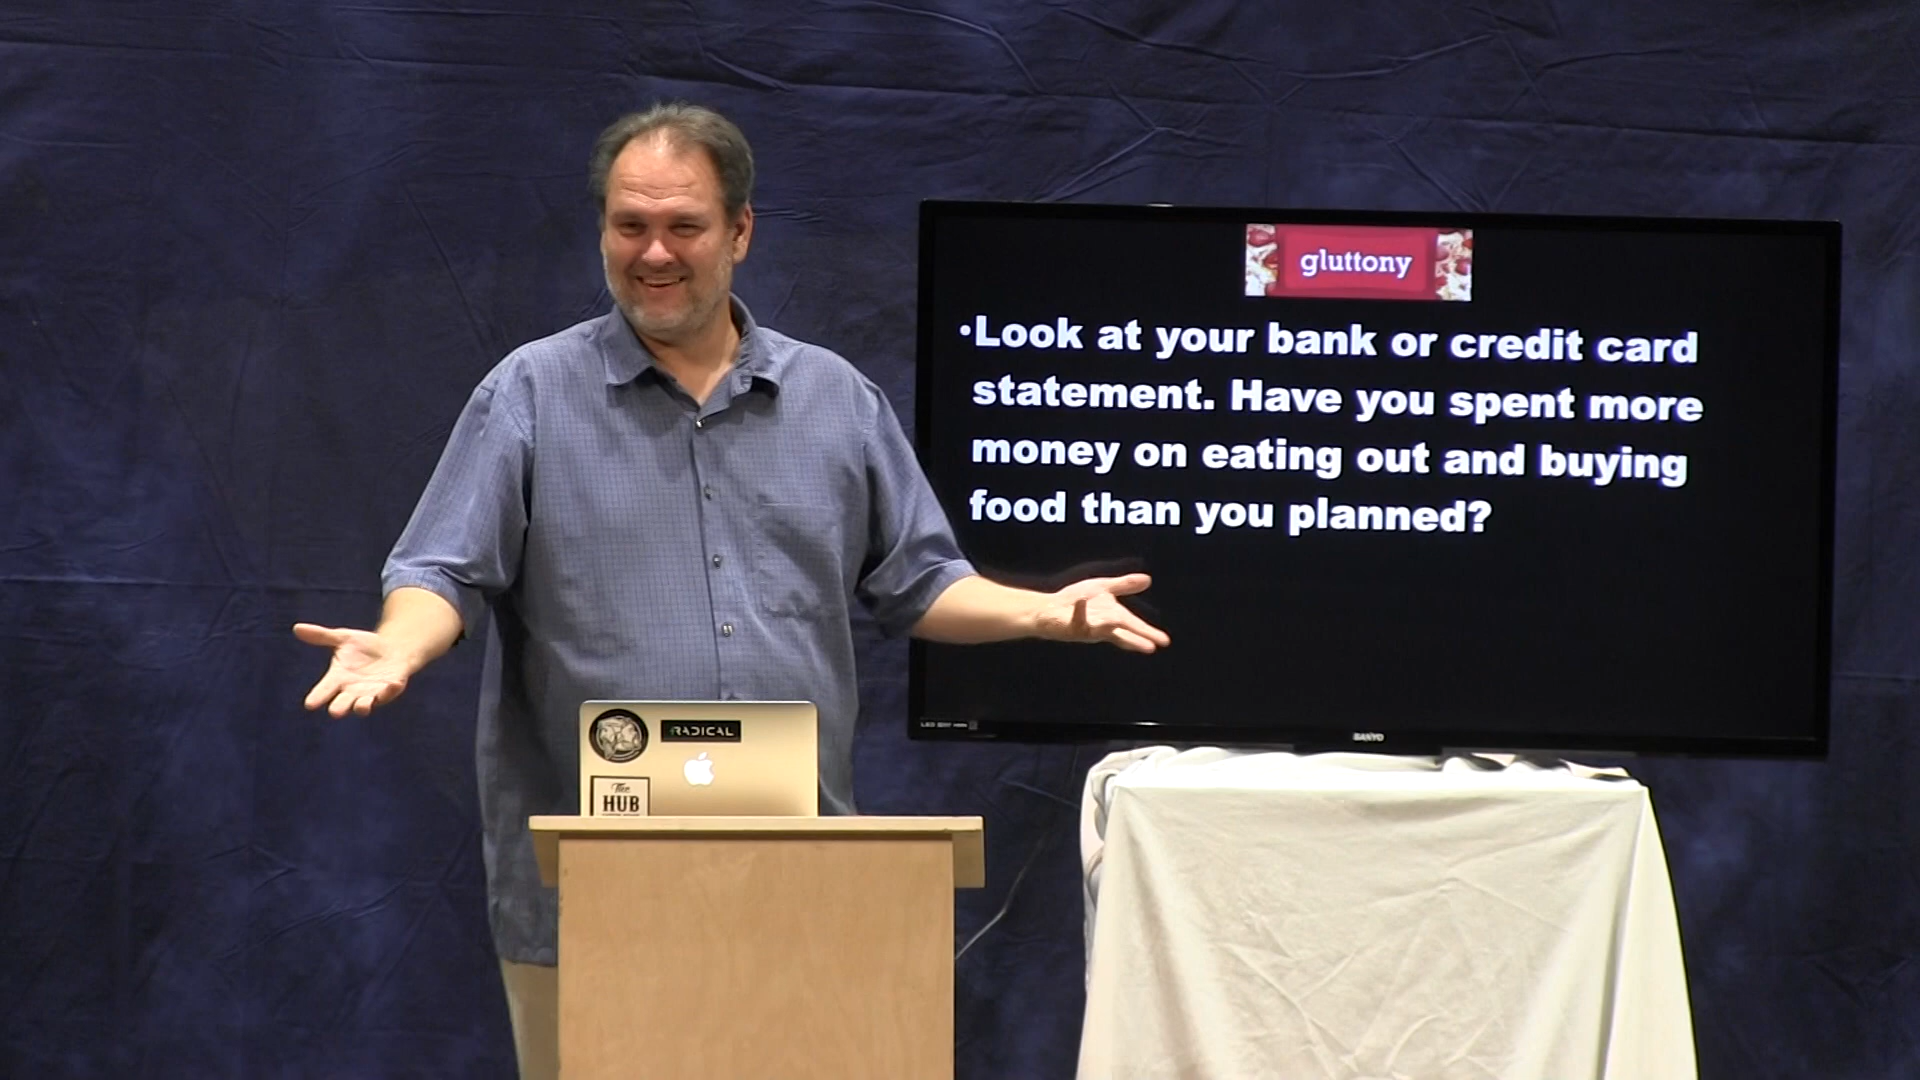 gluttony
•Look at your bank or credit card
statement. Have you spent more
money on eating out and buying
food than you planned?
RADICAL
The
HUB
SANYO